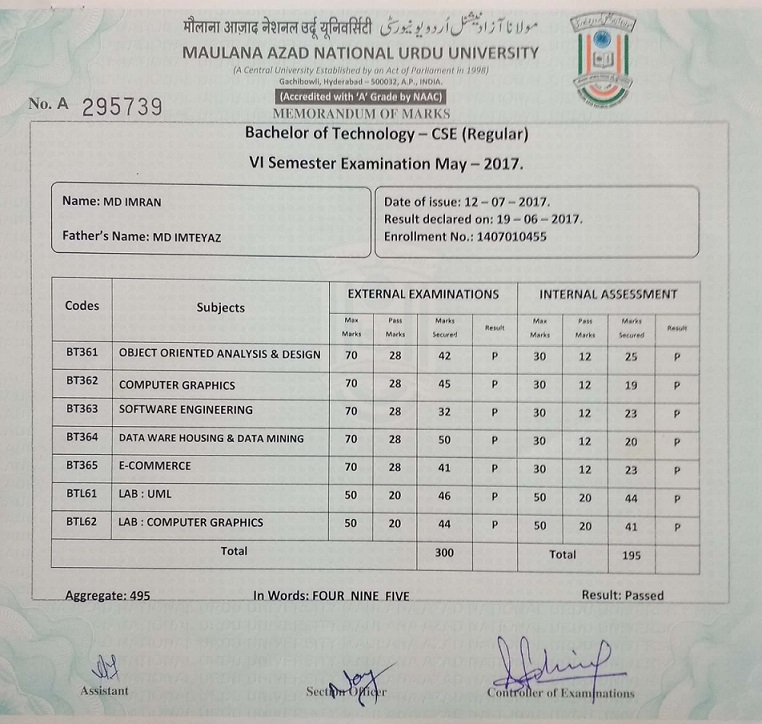 मौलाना आज़ाद नेशनल उर्दू यूनिवर्सिटी مولانا آزاد نیشنل اُردو یونیورسٹی
MAULANA AZAD NATIONAL URDU UNIVERSITY
(A Central University Established by an Act of Parliament in 1998)
Gachibowli, Hyderabad – 500032, A.P., INDIA.
(Accredited with 'A' Grade by NAAC)
No. A 295739
MEMORANDUM OF MARKS
Bachelor of Technology – CSE (Regular)
VI Semester Examination May – 2017.
Name: MD IMRAN
Father's Name: MD IMTEYAZ
Date of issue: 12 – 07 – 2017.
Result declared on: 19 – 06 – 2017.
Enrollment No.: 1407010455
Codes Subjects EXTERNAL EXAMINATIONS INTERNAL ASSESSMENT
Max Marks Pass Marks Marks Secured Result Max Marks Pass Marks Marks Secured Result
BT361 OBJECT ORIENTED ANALYSIS & DESIGN 70 28 42 P 30 12 25 P
BT362 COMPUTER GRAPHICS 70 28 45 P 30 12 19 P
BT363 SOFTWARE ENGINEERING 70 28 32 P 30 12 23 P
BT364 DATA WARE HOUSING & DATA MINING 70 28 50 P 30 12 20 P
BT365 E-COMMERCE 70 28 41 P 30 12 23 P
BTL61 LAB : UML 50 20 46 P 50 20 44 P
BTL62 LAB : COMPUTER GRAPHICS 50 20 44 P 50 20 41 P
Total 300 Total 195
Aggregate: 495 In Words: FOUR NINE FIVE Result: Passed
Assistant Section Officer Controller of Examinations